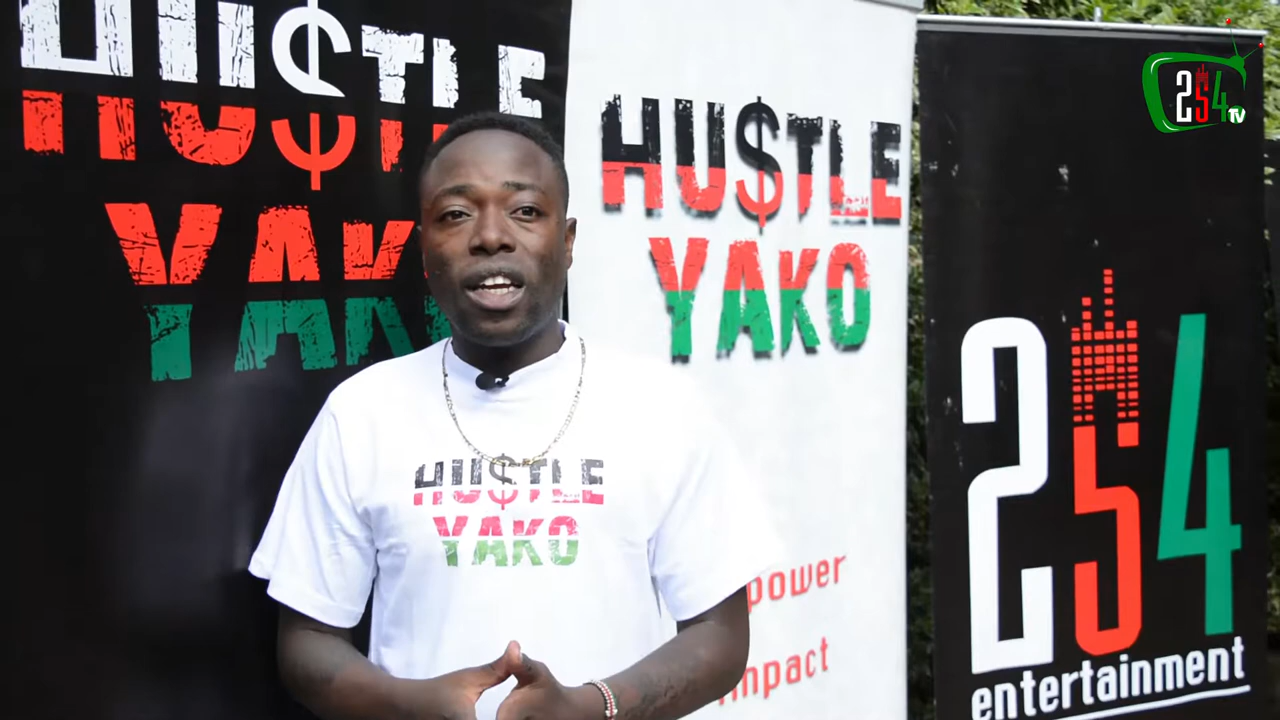 HU$TLE
YAKO
HU$TLE
YAKO
power
impact
HU$TLE
YAKO
254
entertainment
254
TV